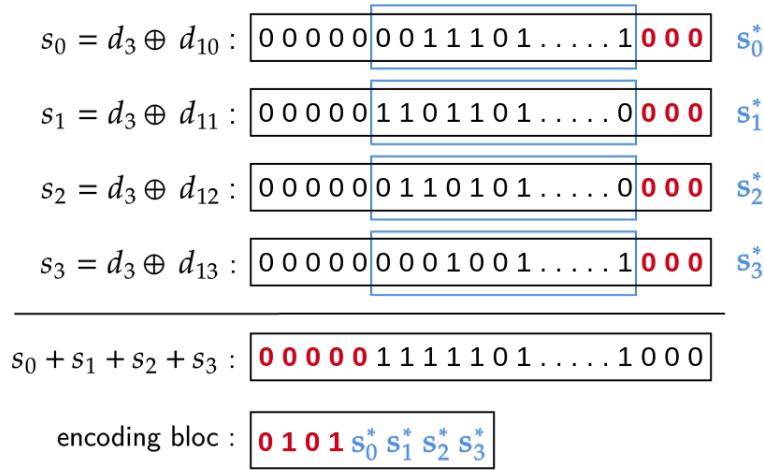 s₀ = d₃ ⊕ d₁₀ : 0 0 0 0 0 0 0 1 1 1 0 1 . . . . . 1 0 0 0 s₀*
s₁ = d₃ ⊕ d₁₁ : 0 0 0 0 0 1 1 0 1 1 0 1 . . . . . 0 0 0 0 s₁*
s₂ = d₃ ⊕ d₁₂ : 0 0 0 0 0 0 1 1 0 1 0 1 . . . . . 0 0 0 0 s₂*
s₃ = d₃ ⊕ d₁₃ : 0 0 0 0 0 0 0 0 1 0 0 1 . . . . . 1 0 0 0 s₃*
s₀ + s₁ + s₂ + s₃ : 0 0 0 0 0 1 1 1 1 1 0 1 . . . . . 1 0 0 0
encoding bloc : 0 1 0 1 s₀* s₁* s₂* s₃*